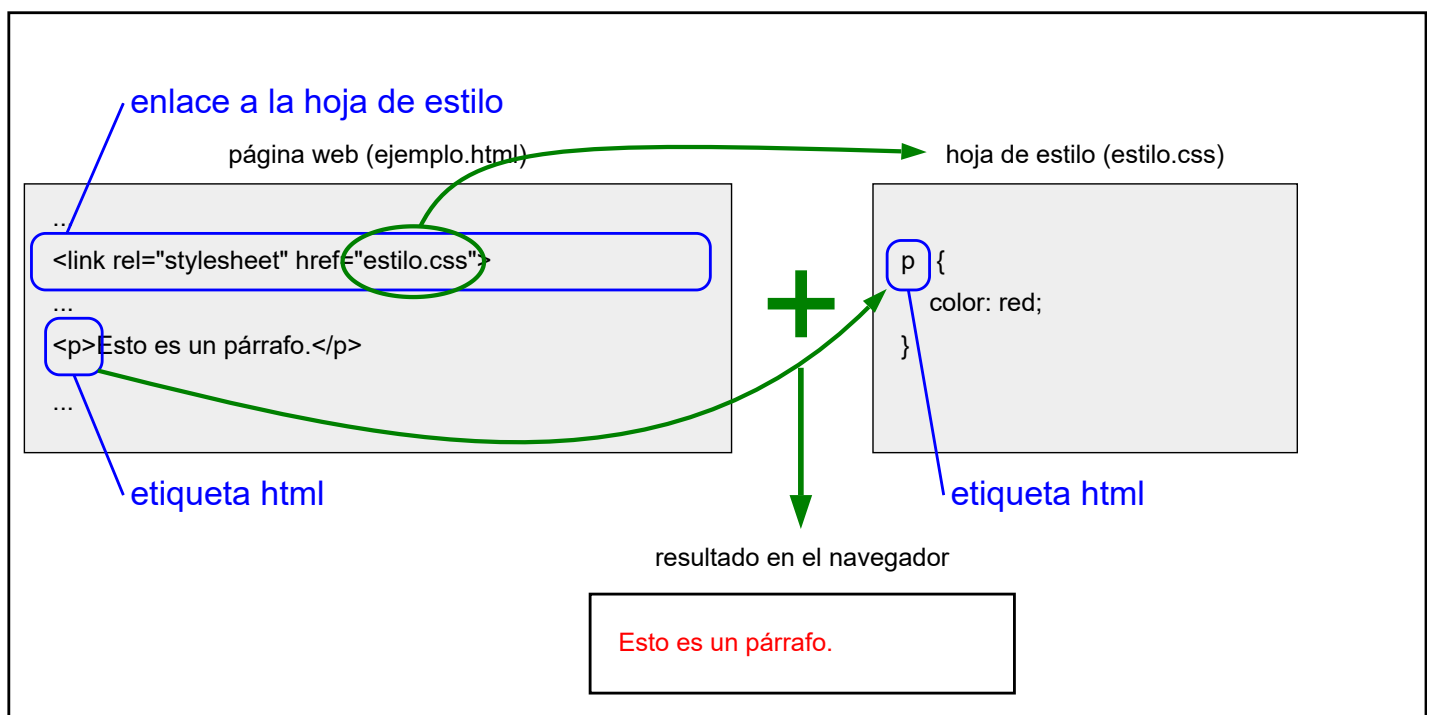 enlace a la hoja de estilo
página web (ejemplo.html)
hoja de estilo (estilo.css)
...
<link rel="stylesheet" href="estilo.css">
...
<p>Esto es un párrafo.</p>
...
p {
color: red;
}
etiqueta html
etiqueta html
resultado en el navegador
Esto es un párrafo.